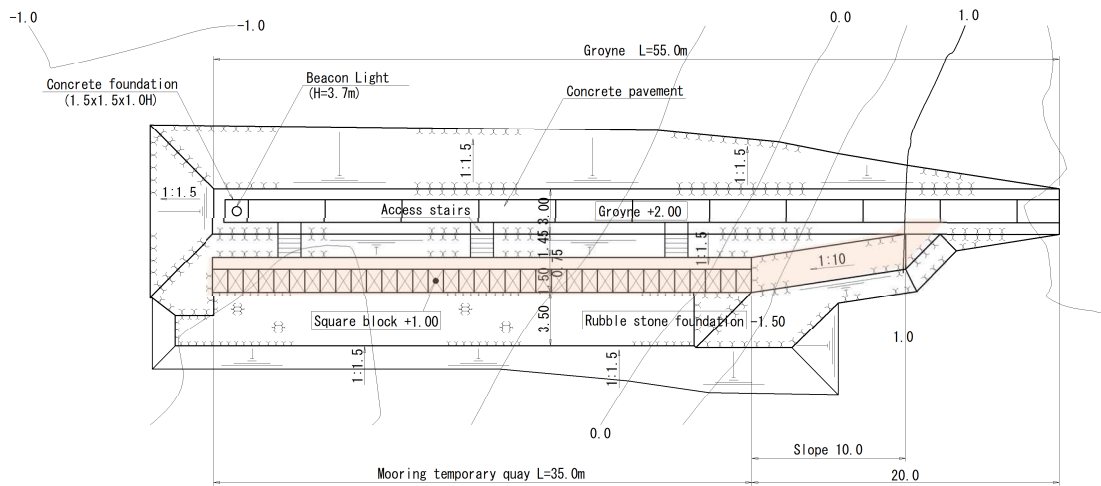 -1.0
-1.0
0.0
1.0
Groyne L=55.0m
Concrete foundation
(1.5x1.5x1.0H)
Beacon Light
(H=3.7m)
Concrete pavement
1:1.5
1:1.5
1:1.5
3.00
Access stairs
Groyne +2.00
1.45
1:1.5
0.75
1:10
1.50
Square block +1.00
3.50
Rubble stone foundation -1.50
1.0
1:1.5
1:1.5
0.0
Slope 10.0
Mooring temporary quay L=35.0m
20.0